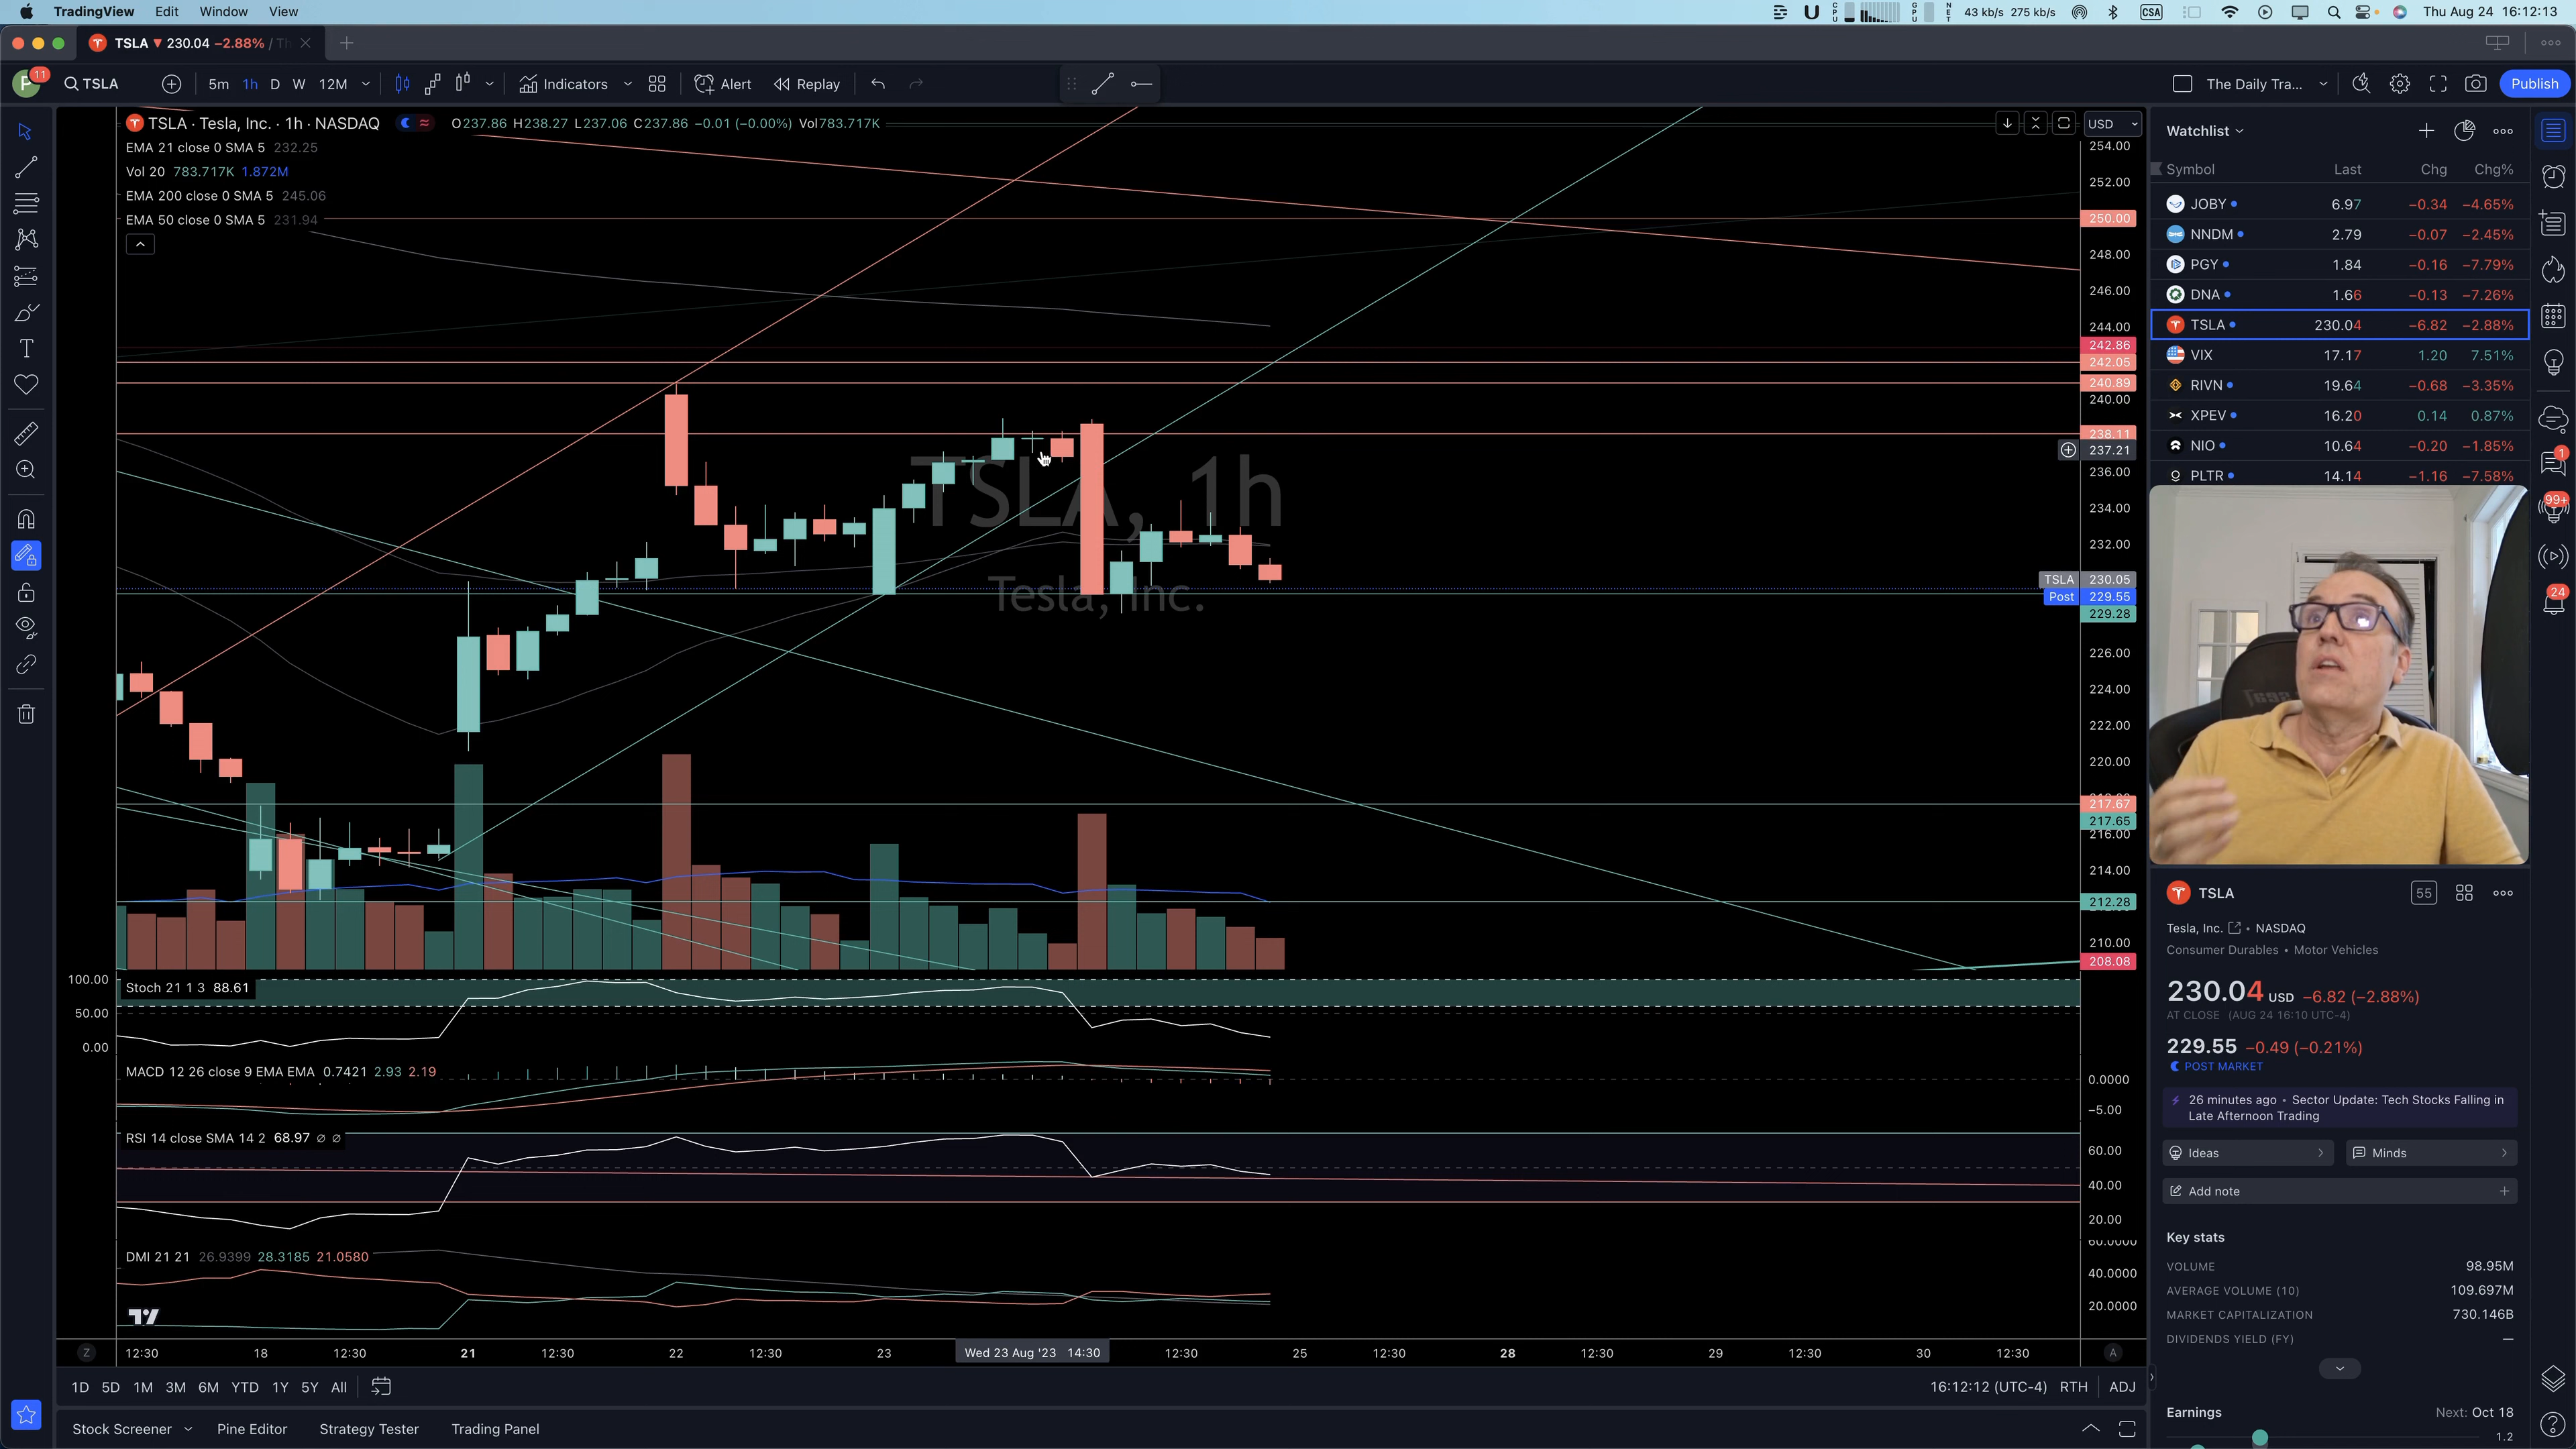 TradingView Edit Window View
CPU GPU NET 43 kb/s 275 kb/s CSA Thu Aug 24 16:12:13
TSLA ▼ 230.04 −2.88% / Th
P 11 TSLA 5m 1h D W 12M Indicators Alert Replay The Daily Tra... Publish
TSLA · Tesla, Inc. · 1h · NASDAQ O237.86 H238.27 L237.06 C237.86 −0.01 (−0.00%) Vol783.717K
EMA 21 close 0 SMA 5 232.25
Vol 20 783.717K 1.872M
EMA 200 close 0 SMA 5 245.06
EMA 50 close 0 SMA 5 231.94
TSLA, 1h
Tesla, Inc.
USD
254.00
252.00
250.00
248.00
246.00
244.00
242.86
242.05
240.89
240.00
238.11
237.21
236.00
234.00
232.00
TSLA 230.05
Post 229.55
229.28
226.00
224.00
222.00
220.00
217.67
217.65
216.00
214.00
212.28
210.00
208.08
100.00
50.00
0.00
Stoch 21 1 3 88.61
MACD 12 26 close 9 EMA EMA 0.7421 2.93 2.19
0.0000
−5.00
RSI 14 close SMA 14 2 68.97 ∅ ∅
60.00
40.00
20.00
DMI 21 21 26.9399 28.3185 21.0580
60.0000
40.0000
20.0000
Z 12:30 18 12:30 21 12:30 22 12:30 23 Wed 23 Aug '23 14:30 12:30 25 12:30 28 12:30 29 12:30 30 12:30 A
1D 5D 1M 3M 6M YTD 1Y 5Y All 16:12:12 (UTC-4) RTH ADJ
Stock Screener Pine Editor Strategy Tester Trading Panel
Watchlist
Symbol Last Chg Chg%
JOBY 6.97 −0.34 −4.65%
NNDM 2.79 −0.07 −2.45%
PGY 1.84 −0.16 −7.79%
DNA 1.66 −0.13 −7.26%
TSLA 230.04 −6.82 −2.88%
VIX 17.17 1.20 7.51%
RIVN 19.64 −0.68 −3.35%
XPEV 16.20 0.14 0.87%
NIO 10.64 −0.20 −1.85%
PLTR 14.14 −1.16 −7.58%
1
99+
24
TSLA 55
Tesla, Inc. • NASDAQ
Consumer Durables • Motor Vehicles
230.04 USD −6.82 (−2.88%)
AT CLOSE (AUG 24 16:10 UTC-4)
229.55 −0.49 (−0.21%)
POST MARKET
26 minutes ago • Sector Update: Tech Stocks Falling in
Late Afternoon Trading
Ideas Minds
Add note
Key stats
VOLUME 98.95M
AVERAGE VOLUME (10) 109.697M
MARKET CAPITALIZATION 730.146B
DIVIDENDS YIELD (FY) —
Earnings Next: Oct 18
1.2